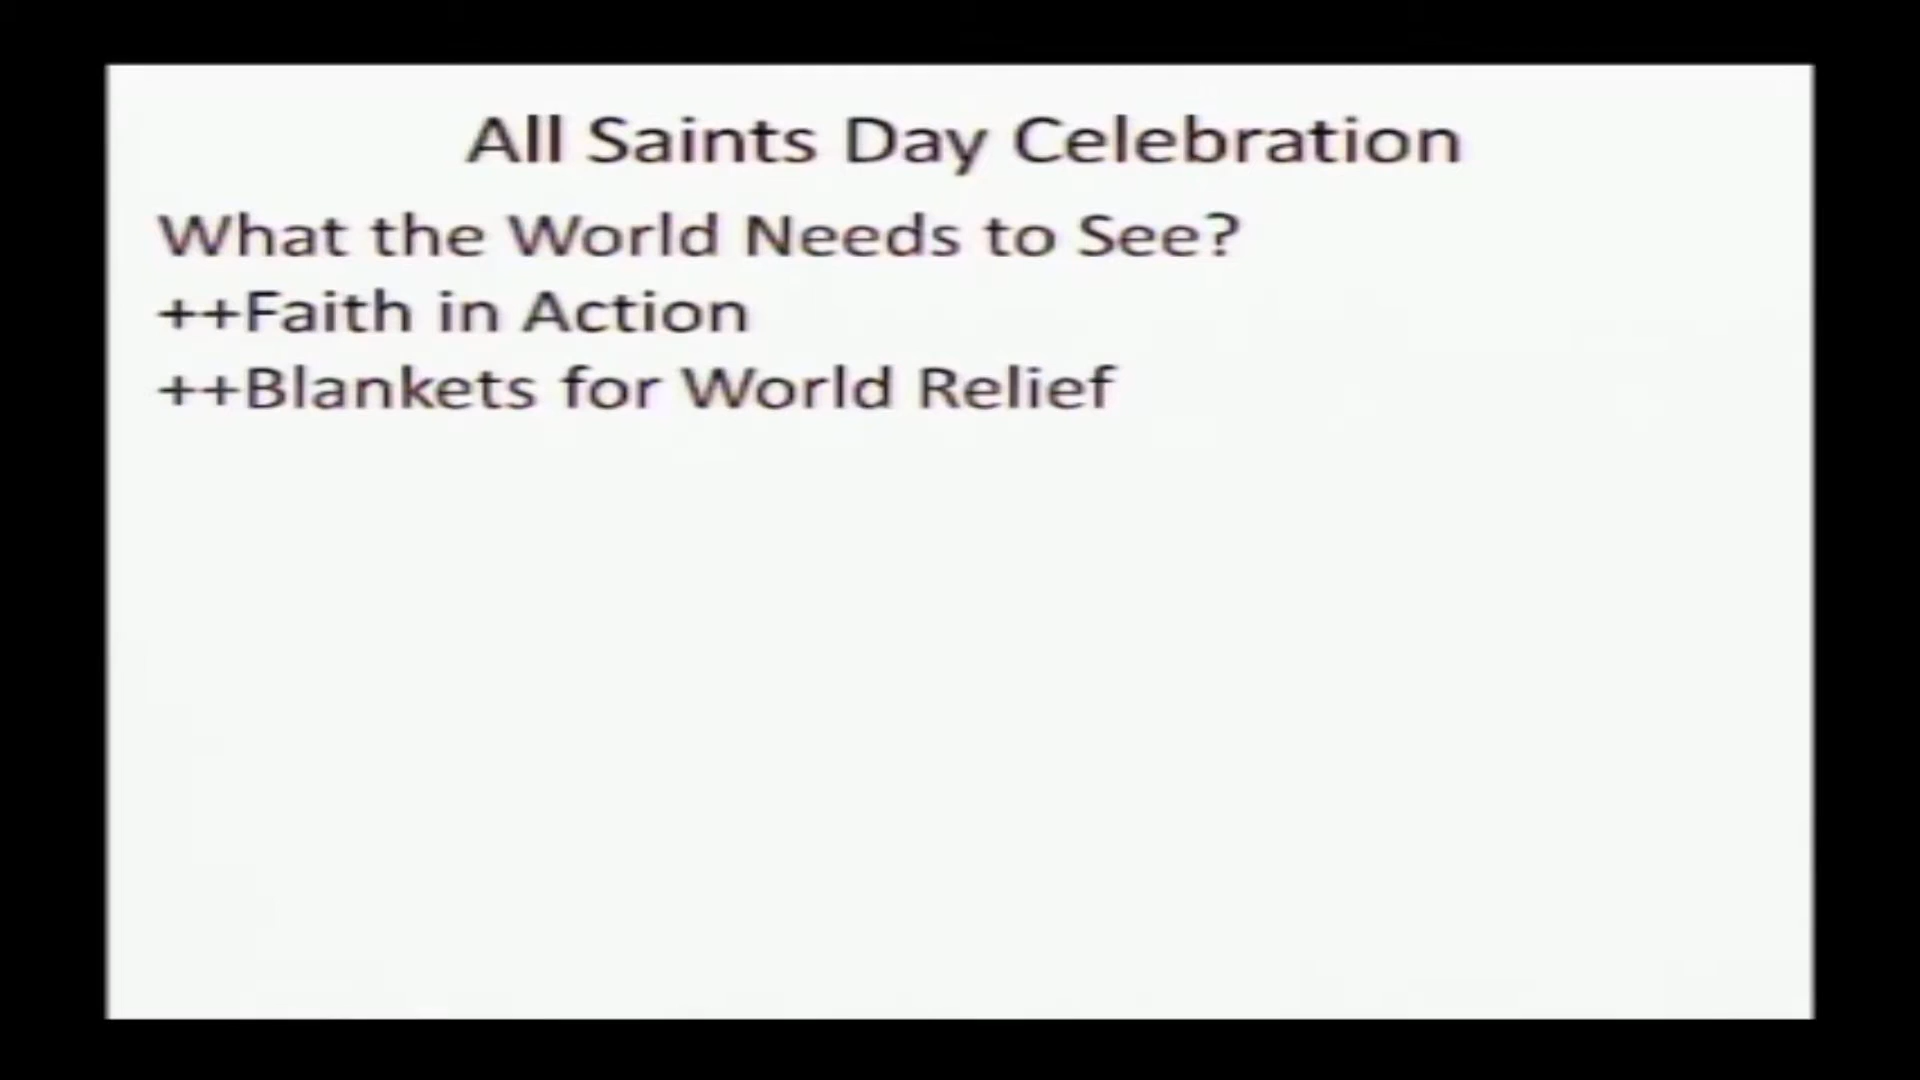 All Saints Day Celebration
What the World Needs to See?
++Faith in Action
++Blankets for World Relief